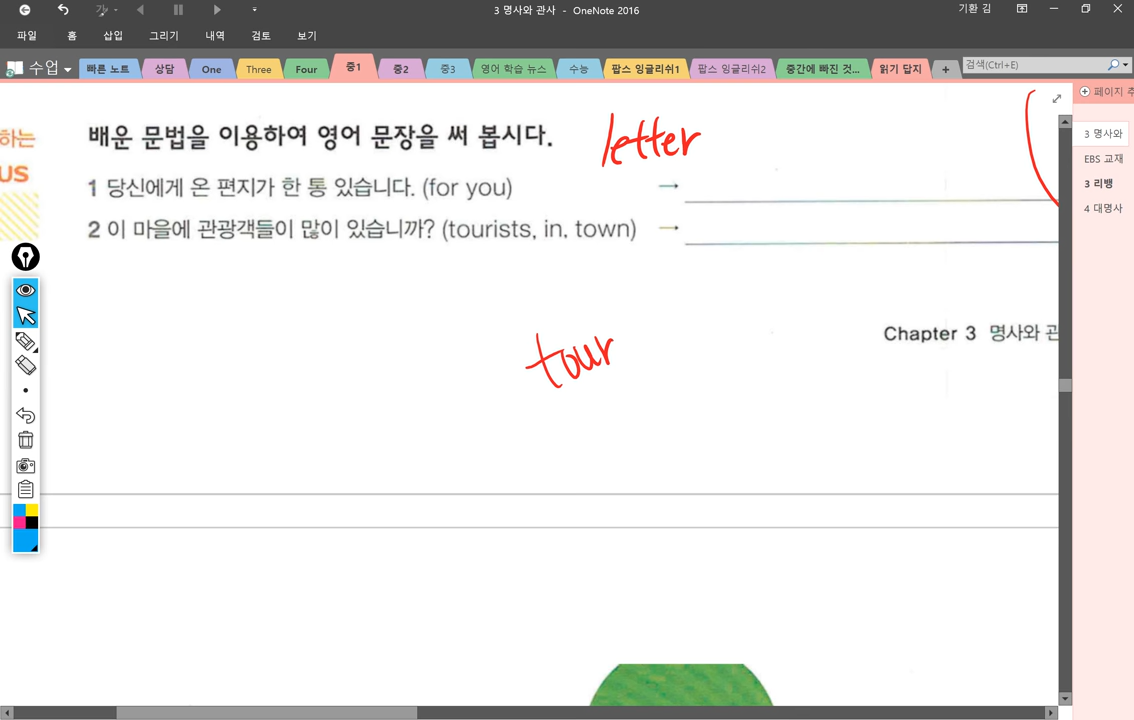 3 명사와 관사 - OneNote 2016
기환 김
파일 홈 삽입 그리기 내역 검토 보기
수업 빠른 노트 상담 One Three Four 중1 중2 중3 영어 학습 뉴스 수능 팝스 잉글리쉬1 팝스 잉글리쉬2 중간에 빠진 것... 읽기 답지 + 검색(Ctrl+E)
페이지 추
3 명사와
EBS 교재
3 리뱅
4 대명사
하는
US
배운 문법을 이용하여 영어 문장을 써 봅시다.
letter
1 당신에게 온 편지가 한 통 있습니다. (for you) →
2 이 마을에 관광객들이 많이 있습니까? (tourists, in, town) →
Chapter 3 명사와 관
tour